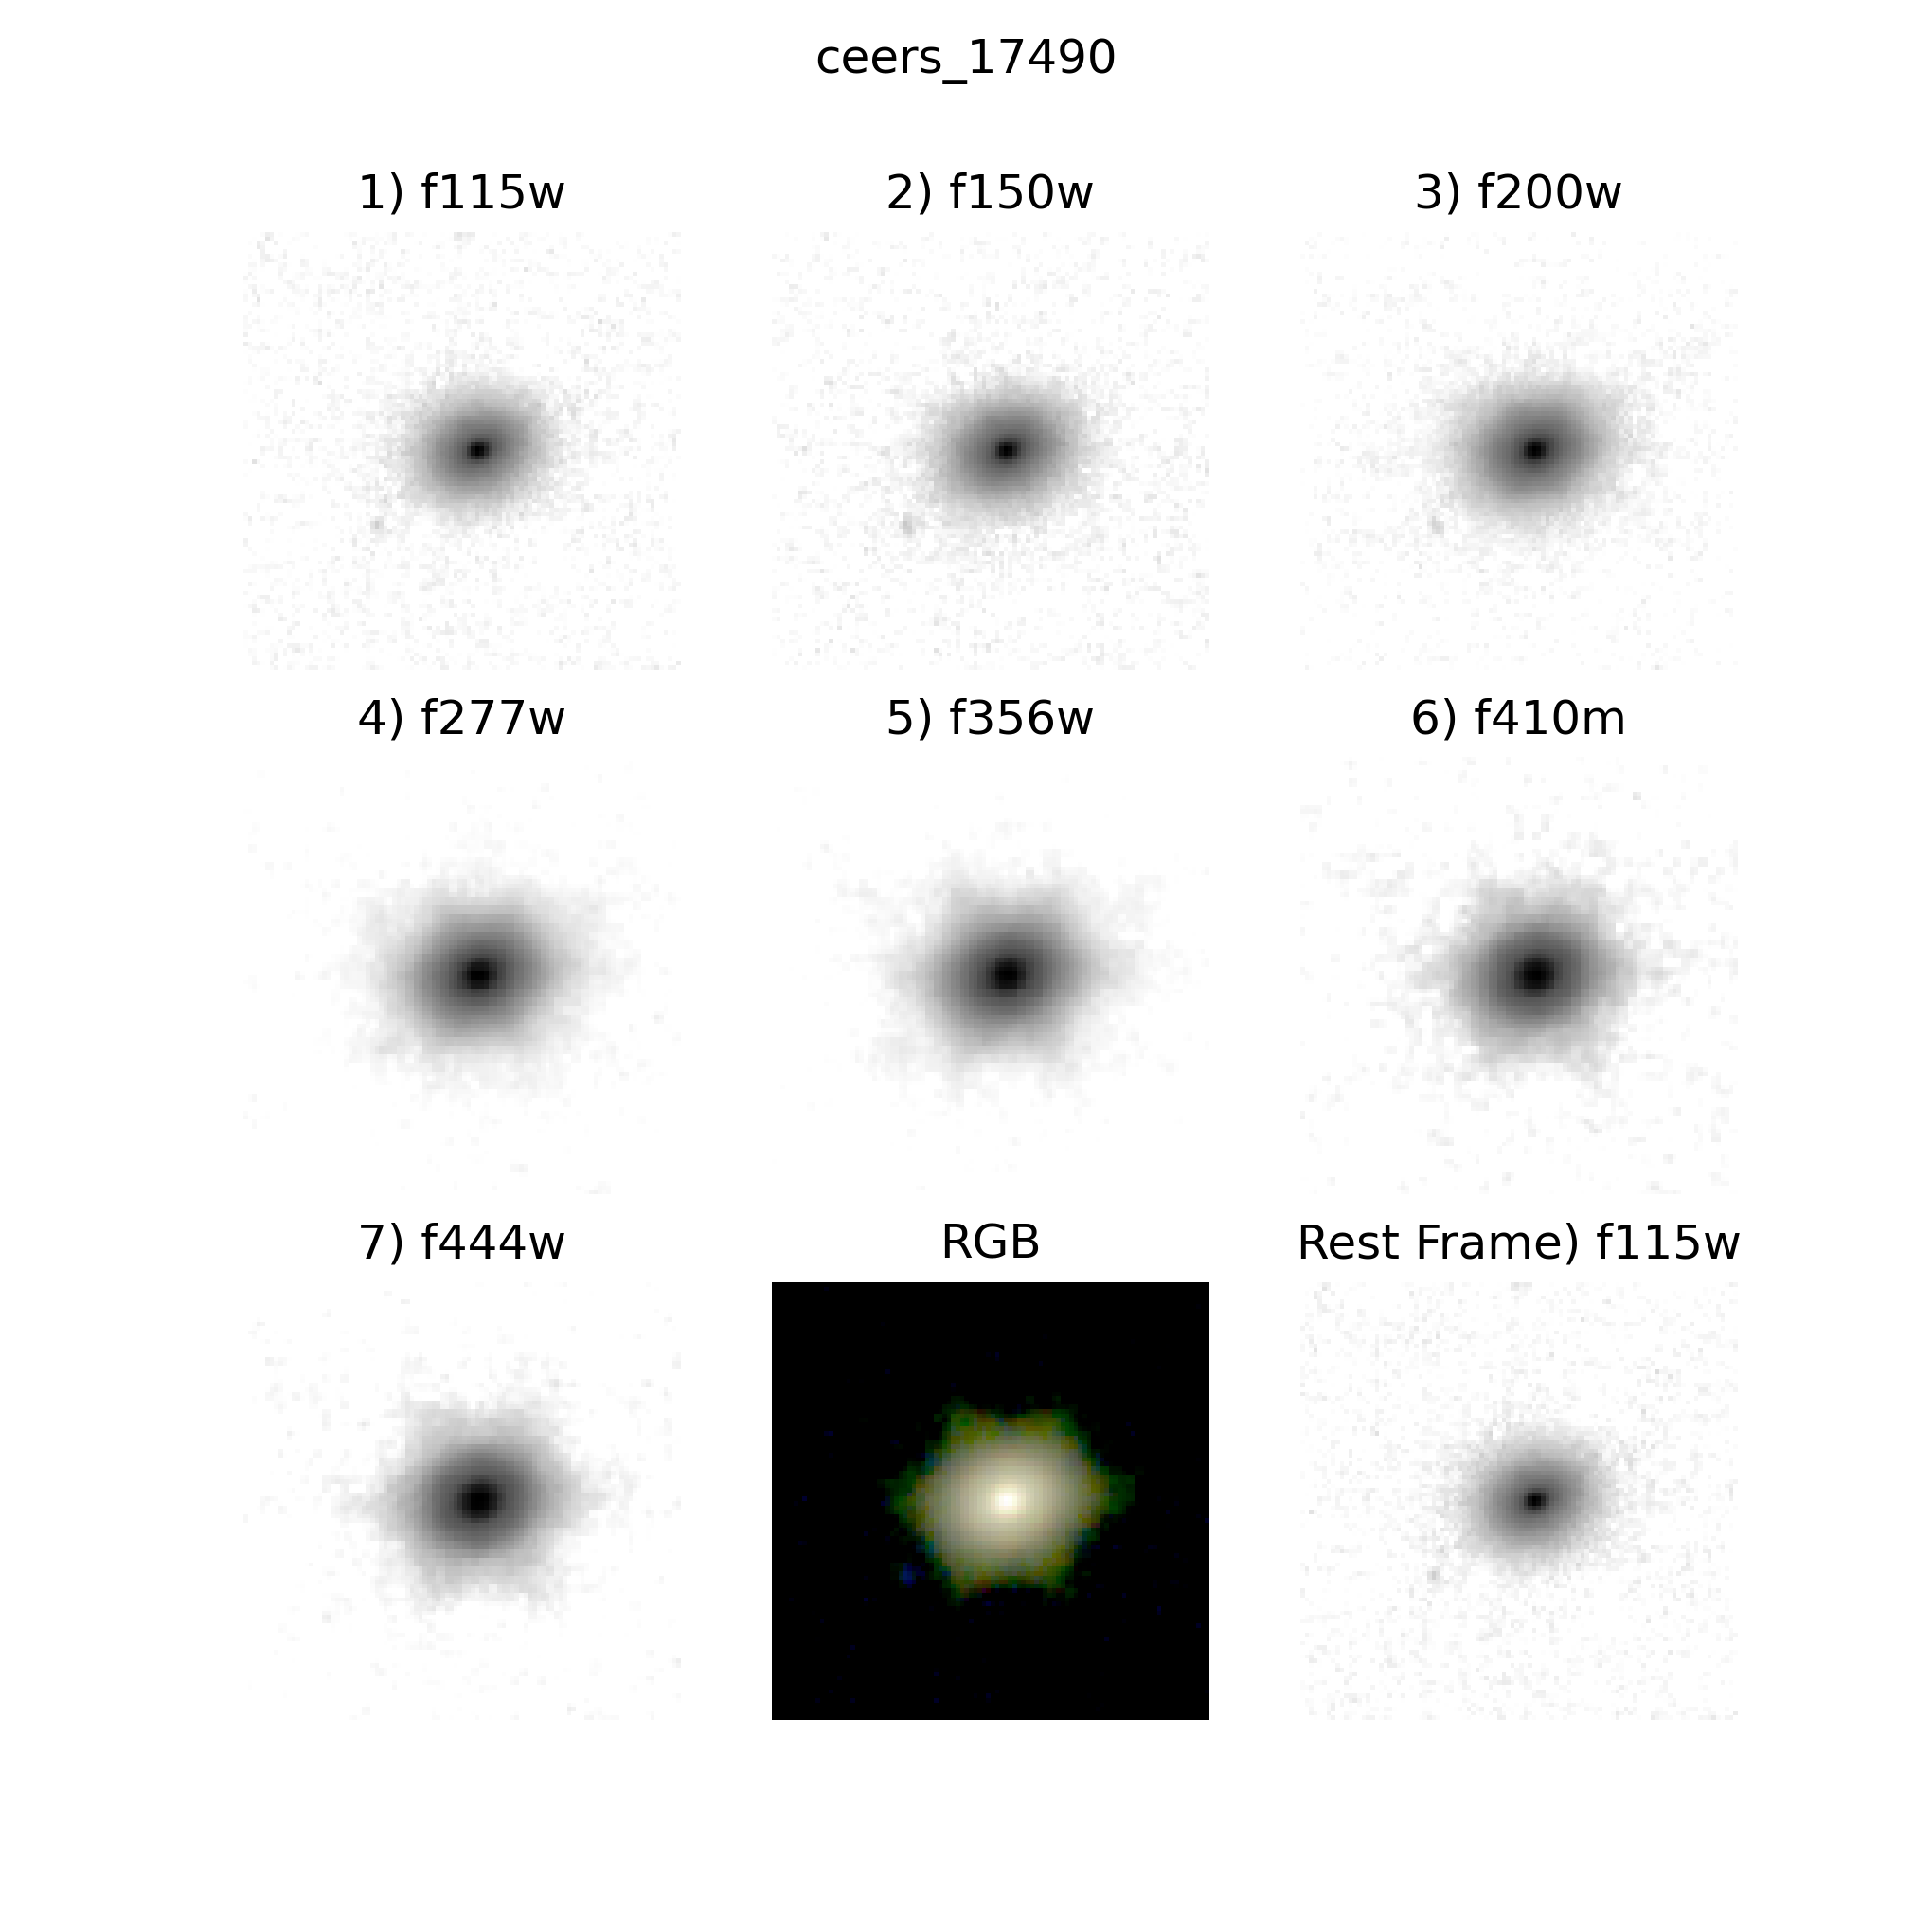 ceers_17490
1) f115w
2) f150w
3) f200w
4) f277w
5) f356w
6) f410m
7) f444w
RGB
Rest Frame) f115w